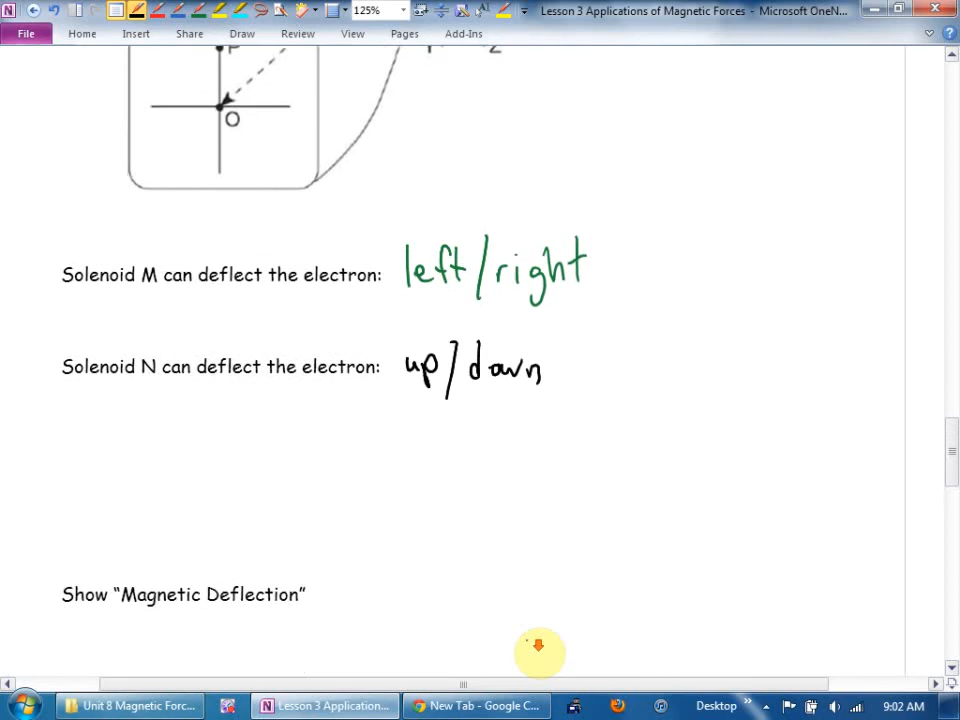 125%
Lesson 3 Applications of Magnetic Forces - Microsoft OneN...
File Home Insert Share Draw Review View Pages Add-Ins
P
O
Solenoid M can deflect the electron: left/right
Solenoid N can deflect the electron: up/down
Show “Magnetic Deflection”
Unit 8 Magnetic Forc... Lesson 3 Application... New Tab - Google C... Desktop 9:02 AM